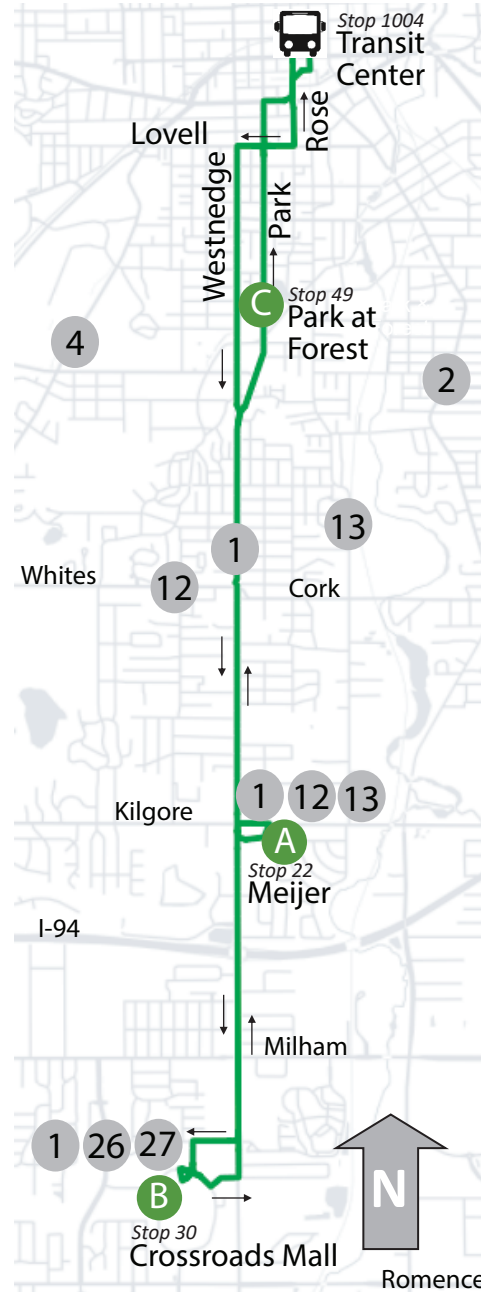 Stop 1004
Transit
Center
Lovell
Rose
Westnedge
Park
C
Stop 49
Park at
Forest
4
2
13
1
Whites
12
Cork
1
12
13
Kilgore
A
Stop 22
Meijer
I-94
Milham
1
26
27
B
Stop 30
Crossroads Mall
N
Romence